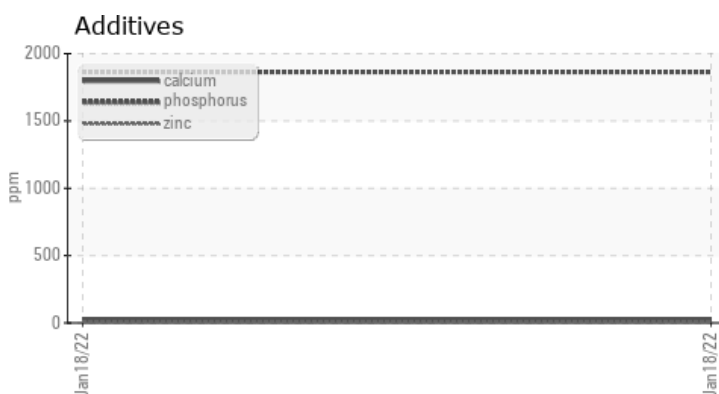 Additives
2000
1500
1000
500
0
ppm
calcium
phosphorus
zinc
Jan18/22
Jan18/22